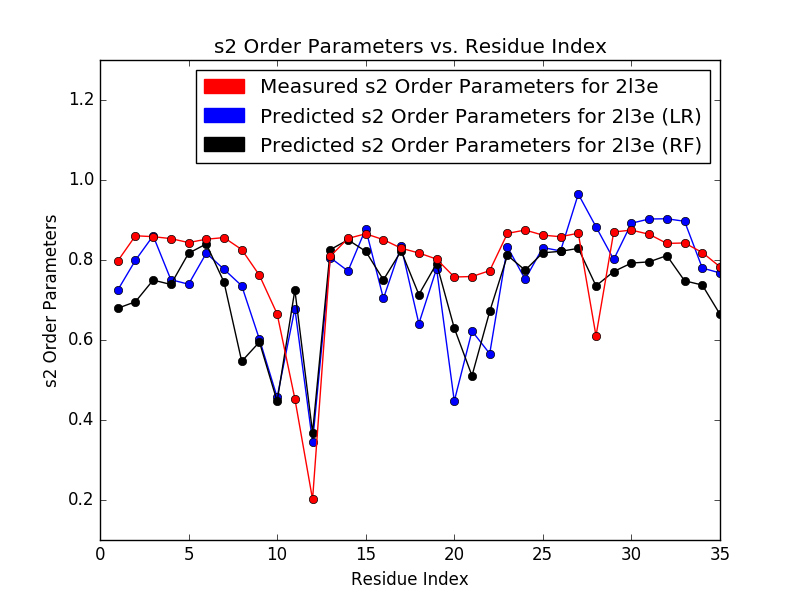 s2 Order Parameters vs. Residue Index
Measured s2 Order Parameters for 2l3e
Predicted s2 Order Parameters for 2l3e (LR)
Predicted s2 Order Parameters for 2l3e (RF)
s2 Order Parameters
1.2
1.0
0.8
0.6
0.4
0.2
0 5 10 15 20 25 30 35
Residue Index